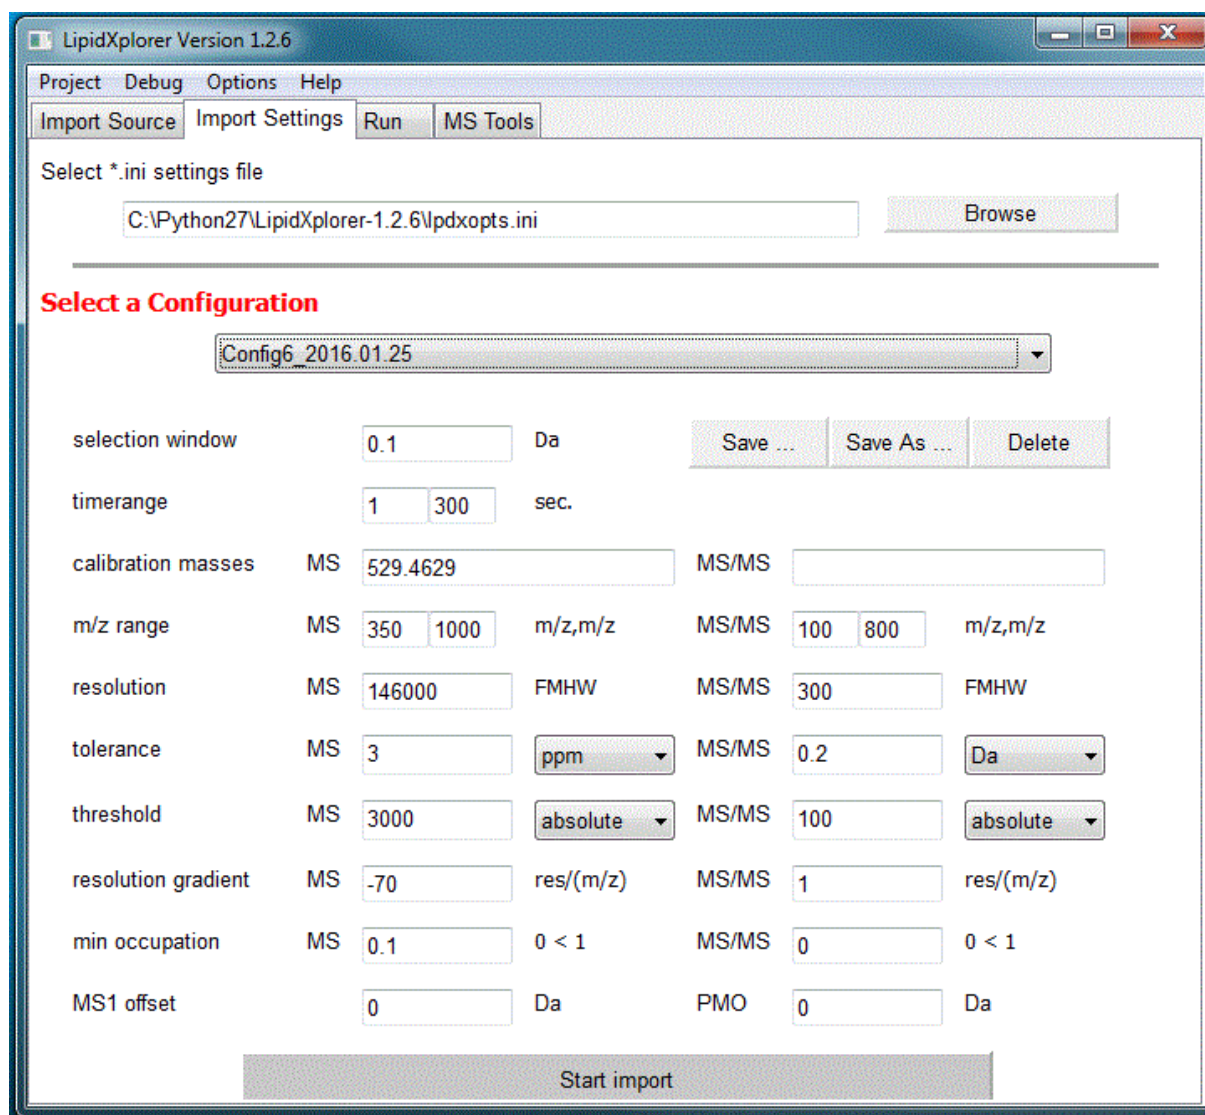 LipidXplorer Version 1.2.6
Project Debug Options Help
Import Source Import Settings Run MS Tools
Select *.ini settings file
C:\Python27\LipidXplorer-1.2.6\lpdxopts.ini Browse
Select a Configuration
Config6_2016.01.25
selection window 0.1 Da Save ... Save As ... Delete
timerange 1 300 sec.
calibration masses MS 529.4629 MS/MS
m/z range MS 350 1000 m/z,m/z MS/MS 100 800 m/z,m/z
resolution MS 146000 FMHW MS/MS 300 FMHW
tolerance MS 3 ppm MS/MS 0.2 Da
threshold MS 3000 absolute MS/MS 100 absolute
resolution gradient MS -70 res/(m/z) MS/MS 1 res/(m/z)
min occupation MS 0.1 0 < 1 MS/MS 0 0 < 1
MS1 offset 0 Da PMO 0 Da
Start import